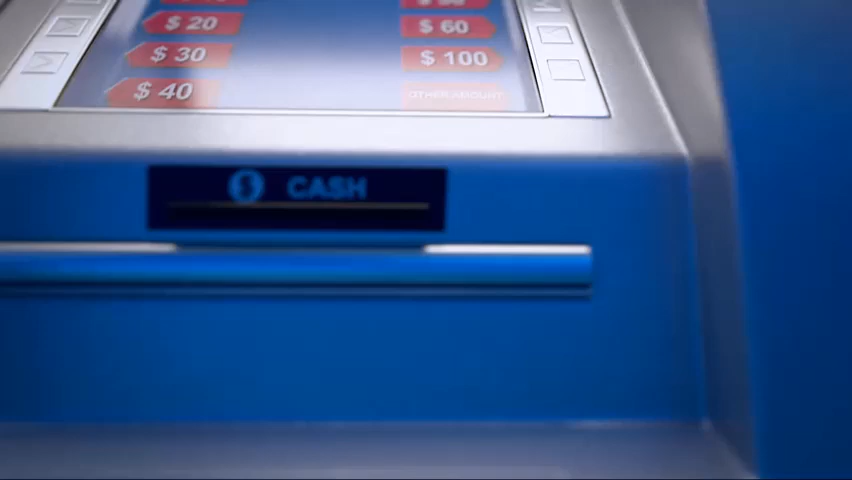 $ 20
$ 60
$ 30
$ 100
$ 40
OTHER AMOUNT
$ CASH